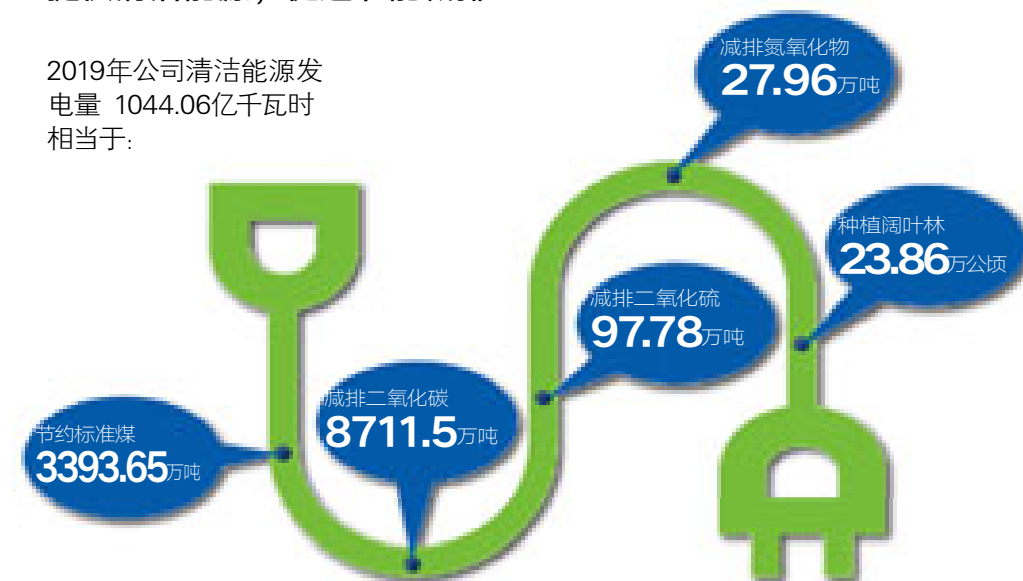 2019年公司清洁能源发
电量 1044.06亿千瓦时
相当于:
减排氮氧化物
27.96万吨
种植阔叶林
23.86万公顷
减排二氧化硫
97.78万吨
减排二氧化碳
8711.5万吨
节约标准煤
3393.65万吨